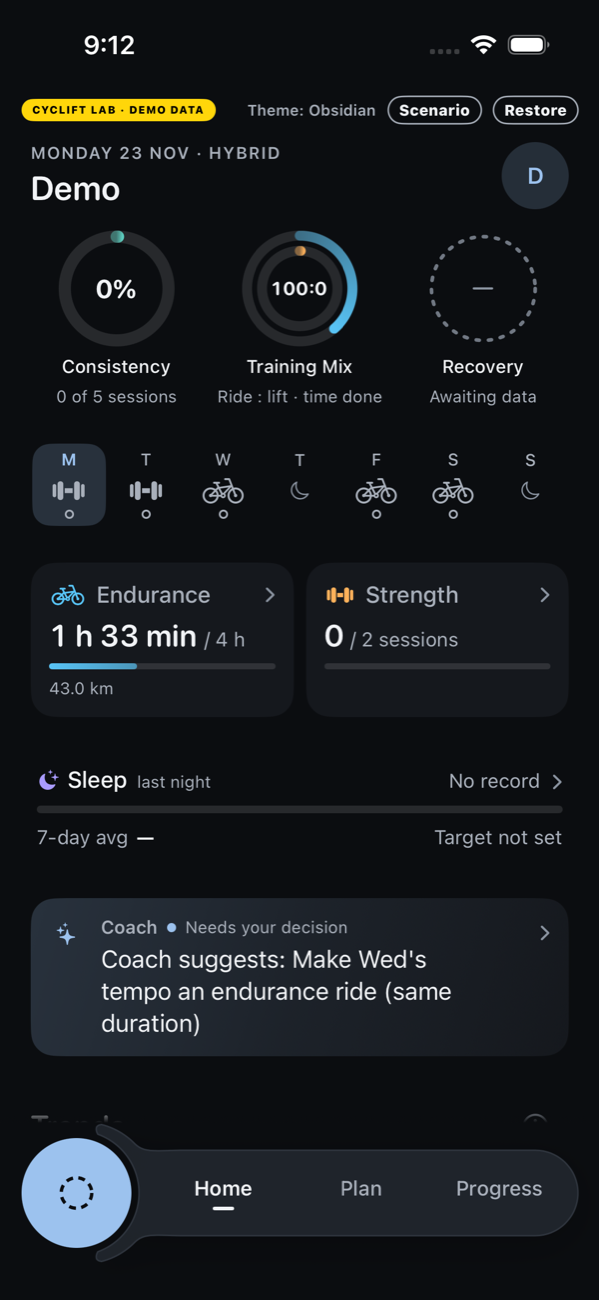 9:12
CYCLIFT LAB · DEMO DATA
Theme: Obsidian
Scenario
Restore
MONDAY 23 NOV · HYBRID
Demo
D
0%
100:0
—
Consistency
Training Mix
Recovery
0 of 5 sessions
Ride : lift · time done
Awaiting data
M
T
W
T
F
S
S
Endurance
1 h 33 min / 4 h
43.0 km
Strength
0 / 2 sessions
Sleep last night
No record
7-day avg —
Target not set
Coach • Needs your decision
Coach suggests: Make Wed's
tempo an endurance ride (same
duration)
Home
Plan
Progress